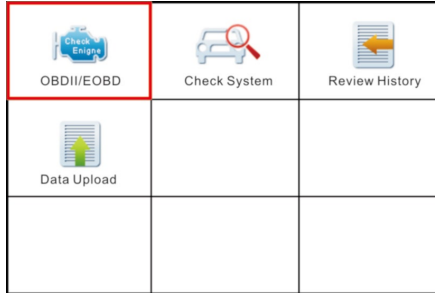 Check
Enigne
OBDII/EOBD
Check System
Review History
Data Upload